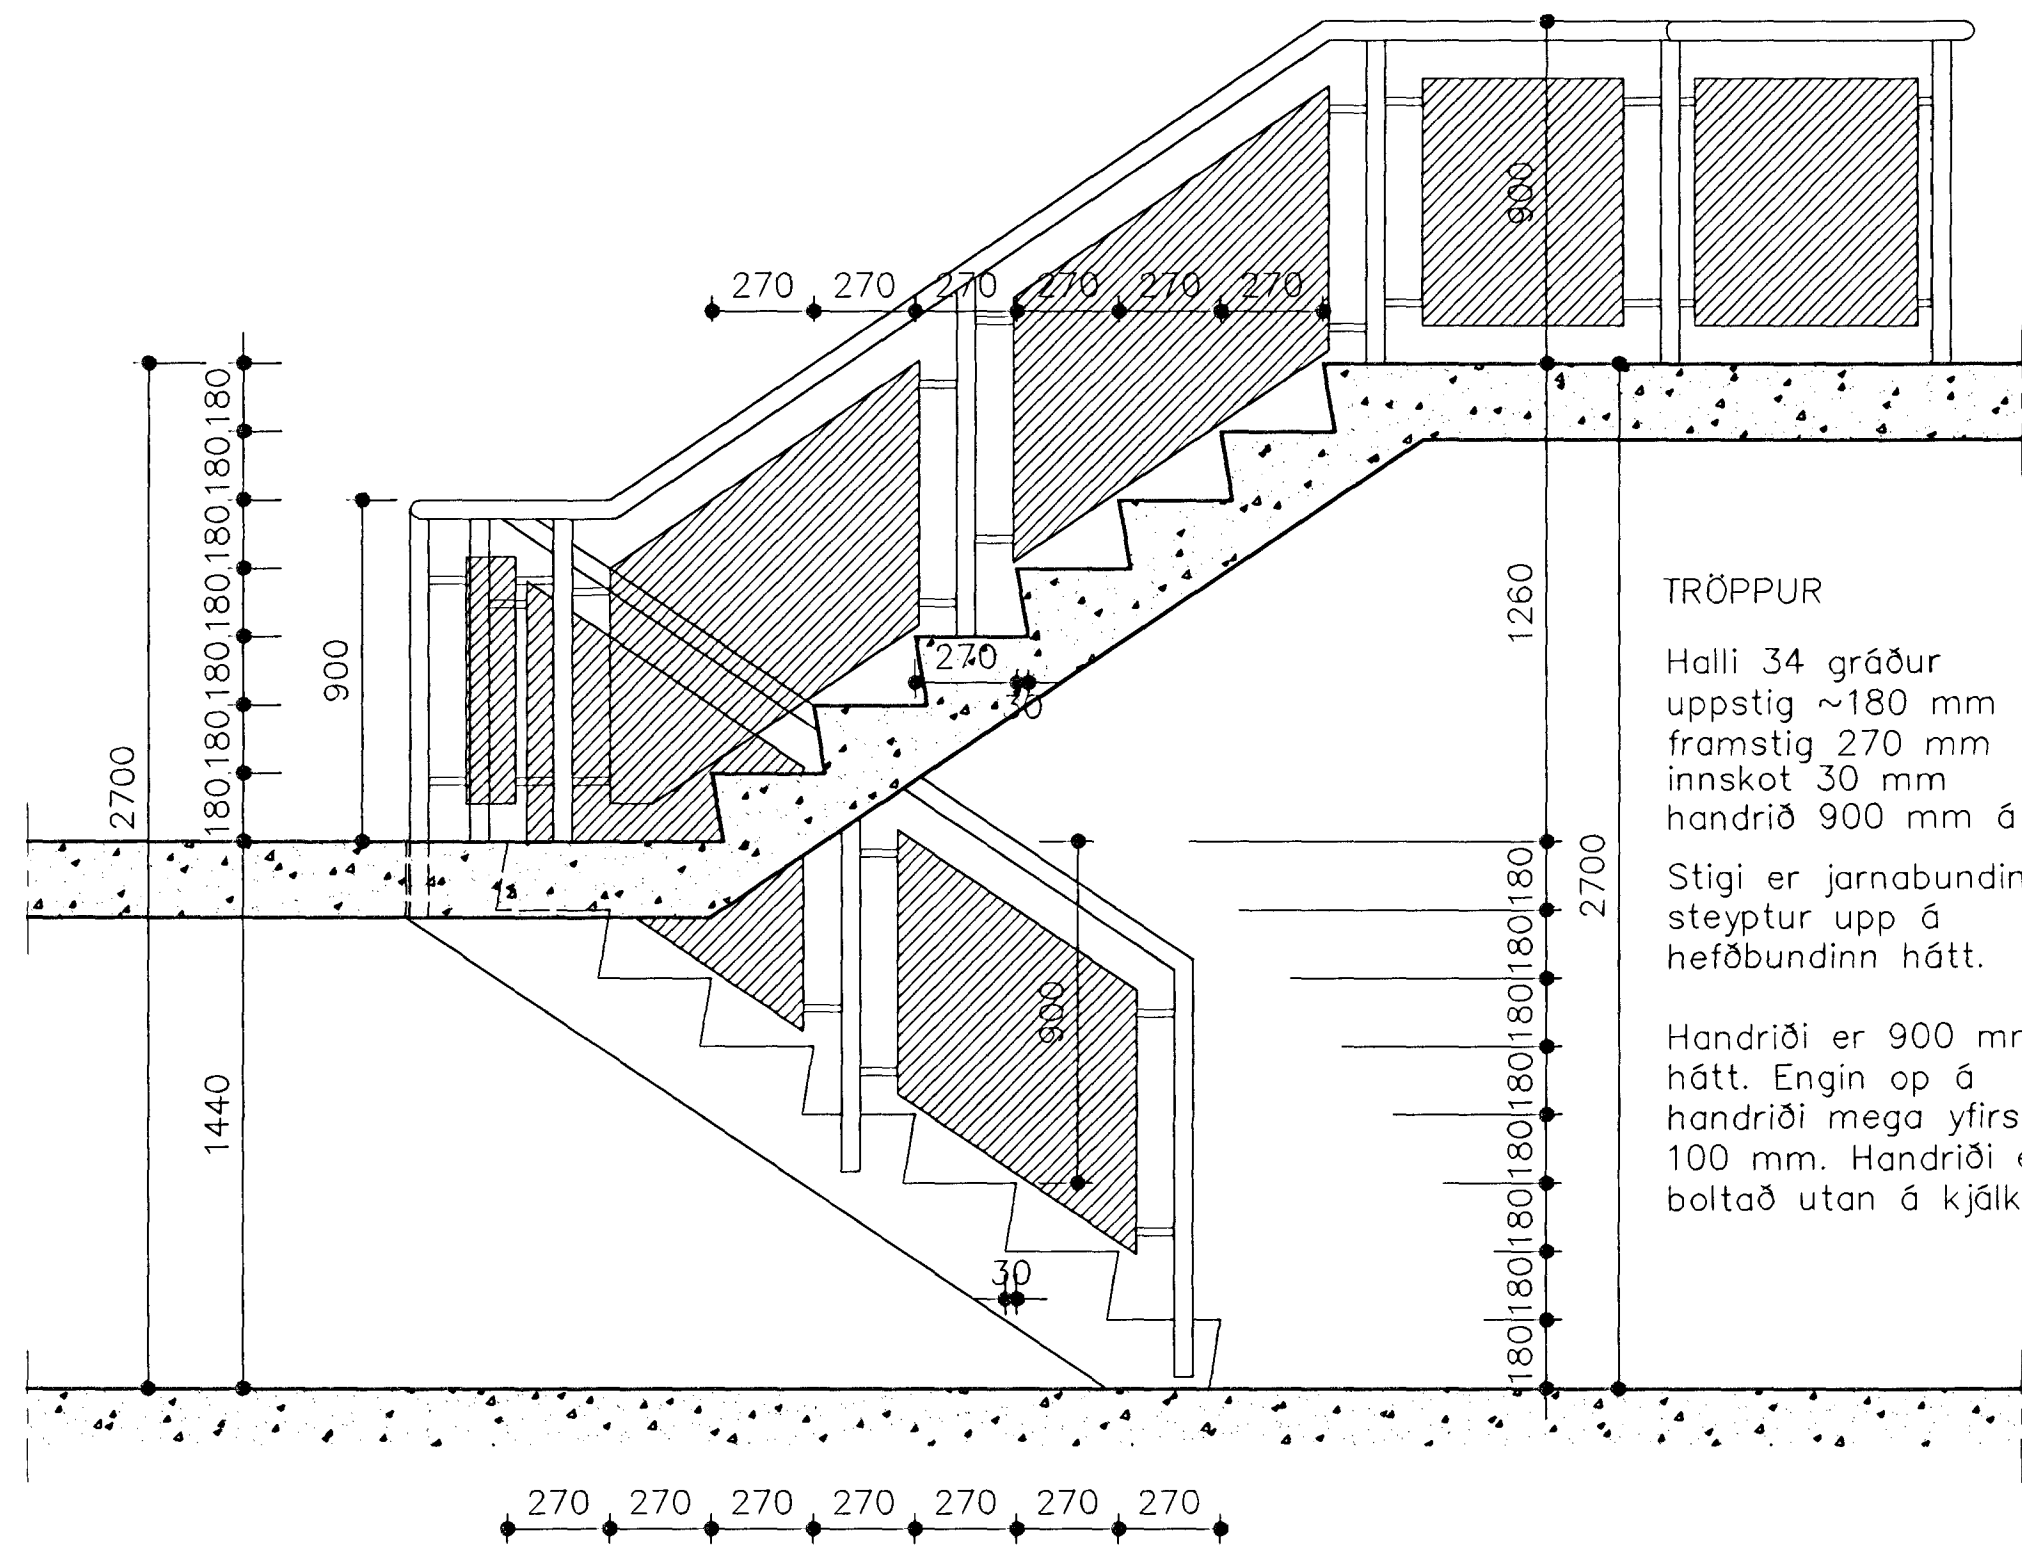 900
270 270 270 270 270 270
180
180
180
180
180
180
180
900
2700
270
30
1260
TRÖPPUR
Halli 34 gráður
uppstig ~180 mm
framstig 270 mm
innskot 30 mm
handrið 900 mm á
Stigi er jarnabundin
steyptur upp á
hefðbundinn hátt.
Handriði er 900 mm
hátt. Engin op á
handriði mega yfirs
100 mm. Handriði e
boltað utan á kjálk
2700
180
180
180
180
180
180
180
180
900
1440
30
270 270 270 270 270 270 270